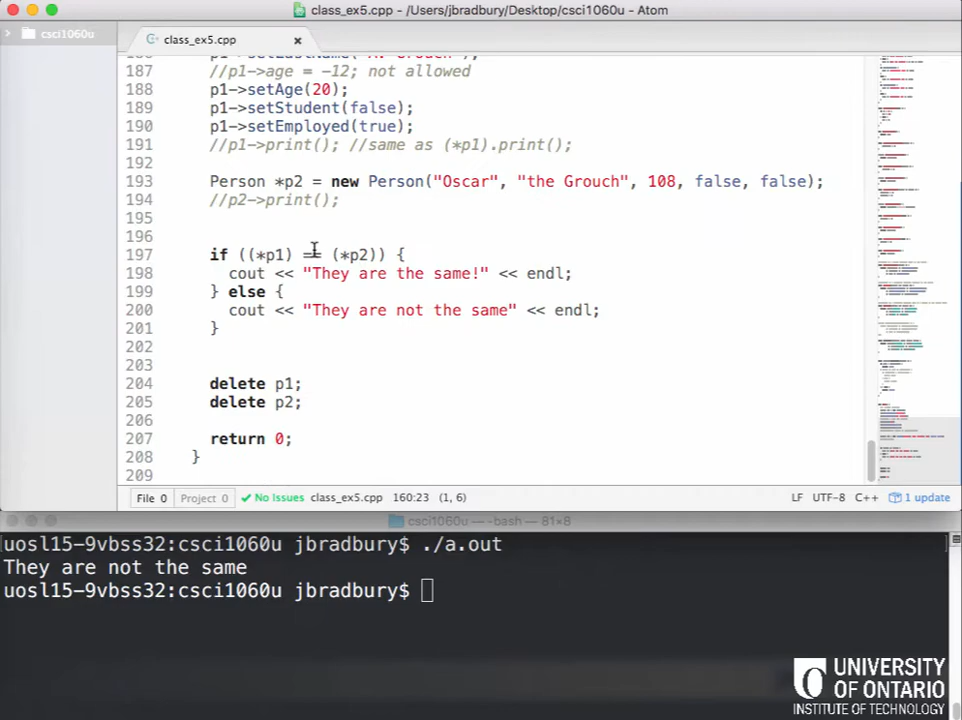 class_ex5.cpp - /Users/jbradbury/Desktop/csci1060u - Atom
csci1060u
class_ex5.cpp
187 //p1->age = -12; not allowed
188 p1->setAge(20);
189 p1->setStudent(false);
190 p1->setEmployed(true);
191 //p1->print(); //same as (*p1).print();
192
193 Person *p2 = new Person("Oscar", "the Grouch", 108, false, false);
194 //p2->print();
195
196
197 if ((*p1) == (*p2)) {
198 cout << "They are the same!" << endl;
199 } else {
200 cout << "They are not the same" << endl;
201 }
202
203
204 delete p1;
205 delete p2;
206
207 return 0;
208 }
209
File 0 Project 0 No Issues class_ex5.cpp 160:23 (1, 6) LF UTF-8 C++ 1 update
csci1060u — -bash — 81×8
uosl15-9vbss32:csci1060u jbradbury$ ./a.out
They are not the same
uosl15-9vbss32:csci1060u jbradbury$
UNIVERSITY
OF ONTARIO
INSTITUTE OF TECHNOLOGY